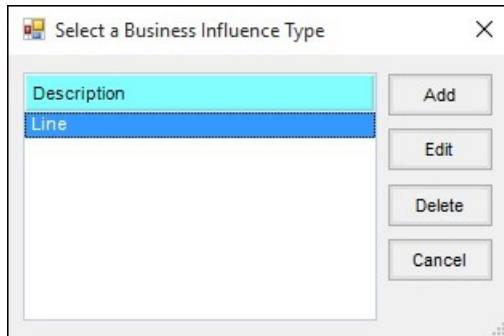 Select a Business Influence Type
Description
Line
Add
Edit
Delete
Cancel